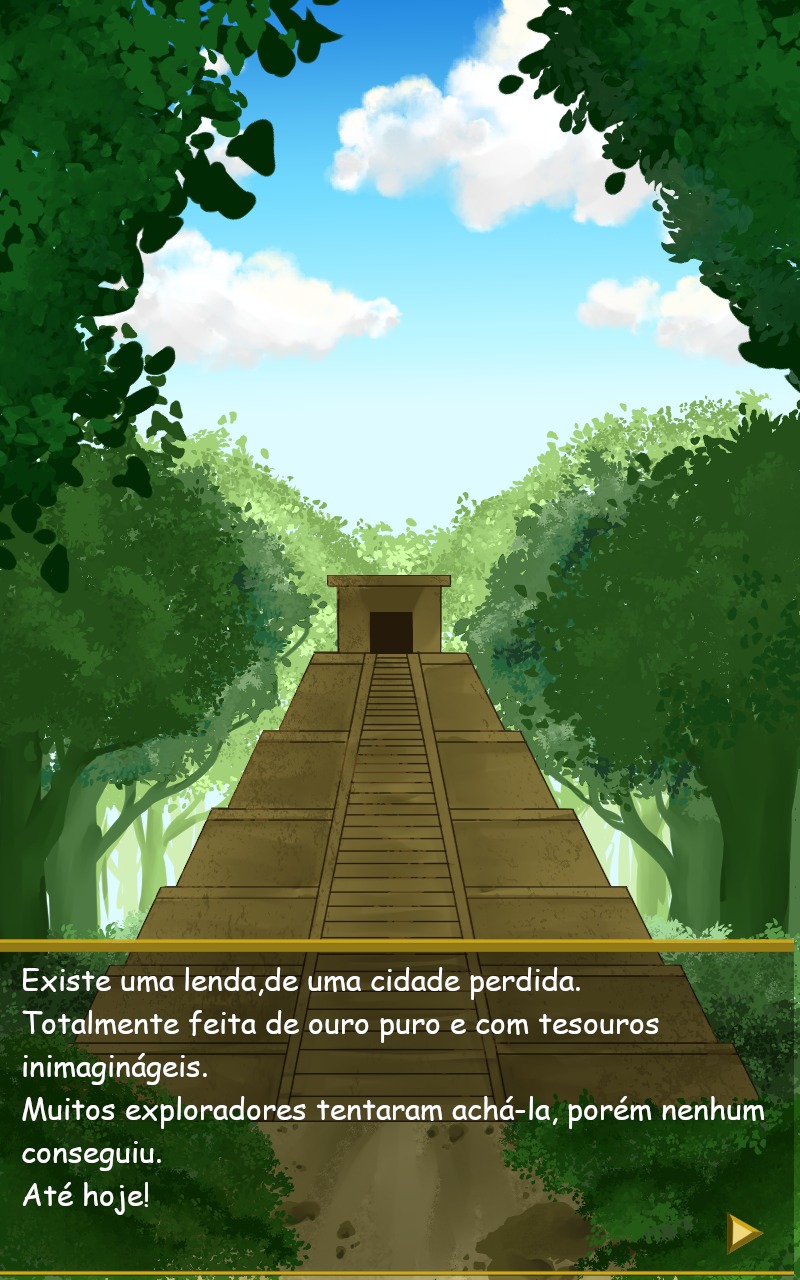 Existe uma lenda,de uma cidade perdida.
Totalmente feita de ouro puro e com tesouros
inimaginágeis.
Muitos exploradores tentaram achá-la, porém nenhum
conseguiu.
Até hoje!